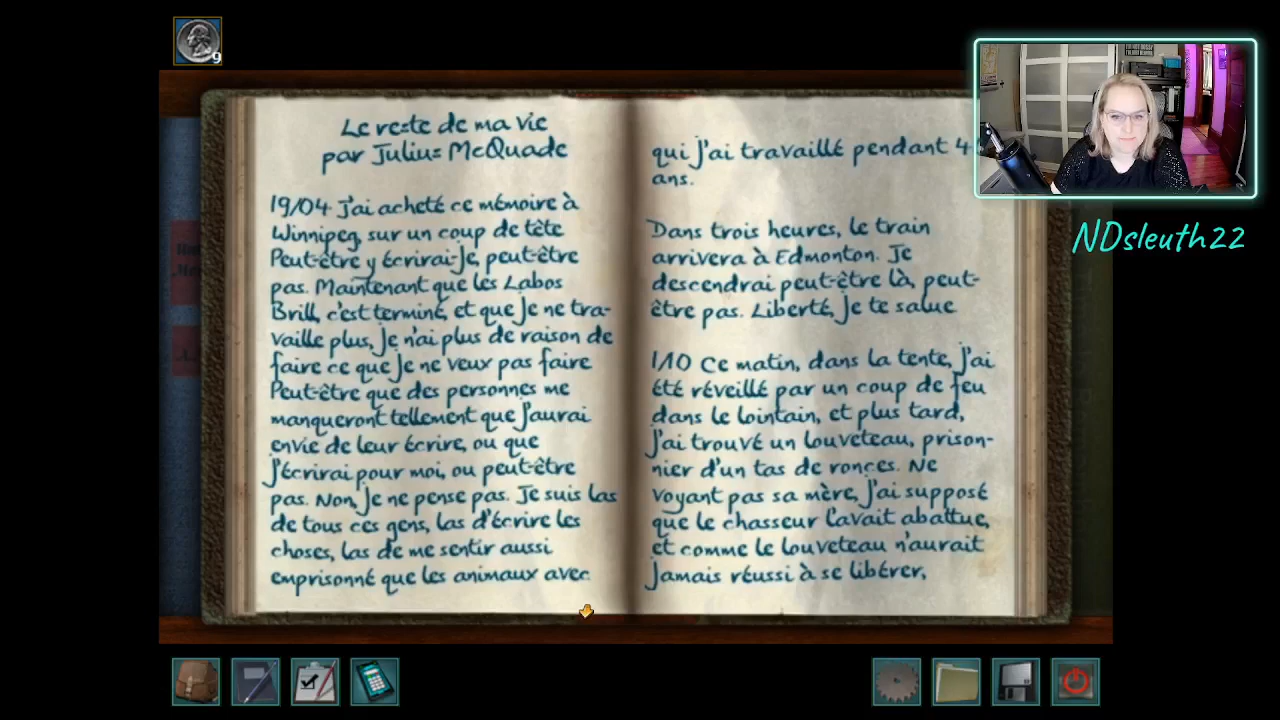 9
Le reste de ma vie
par Julius McQuade
19/04 J'ai acheté ce mémoire à
Winnipeg, sur un coup de tête
Peut-être y écrirai-je, peut-être
pas. Maintenant que les Labos
Brill, c'est terminé, et que je ne tra-
vaille plus, je n'ai plus de raison de
faire ce que je ne veux pas faire
Peut-être que des personnes me
manqueront tellement que j'aurai
envie de leur écrire, ou que
j'écrirai pour moi, ou peut-être
pas. Non, je ne pense pas. Je suis las
de tous ces gens, las d'écrire les
choses, las de me sentir aussi
emprisonné que les animaux avec
qui j'ai travaillé pendant
ans.
Dans trois heures, le train
arrivera à Edmonton. Je
descendrai peut-être là, peut-
être pas. Liberté, je te salue
1/10 Ce matin, dans la tente, j'ai
été réveillé par un coup de feu
dans le lointain, et plus tard,
j'ai trouvé un louveteau, prison-
nier d'un tas de ronces. Ne
voyant pas sa mère, j'ai supposé
que le chasseur l'avait abattue,
et comme le louveteau n'aurait
jamais réussi à se libérer,
NDsleuth22